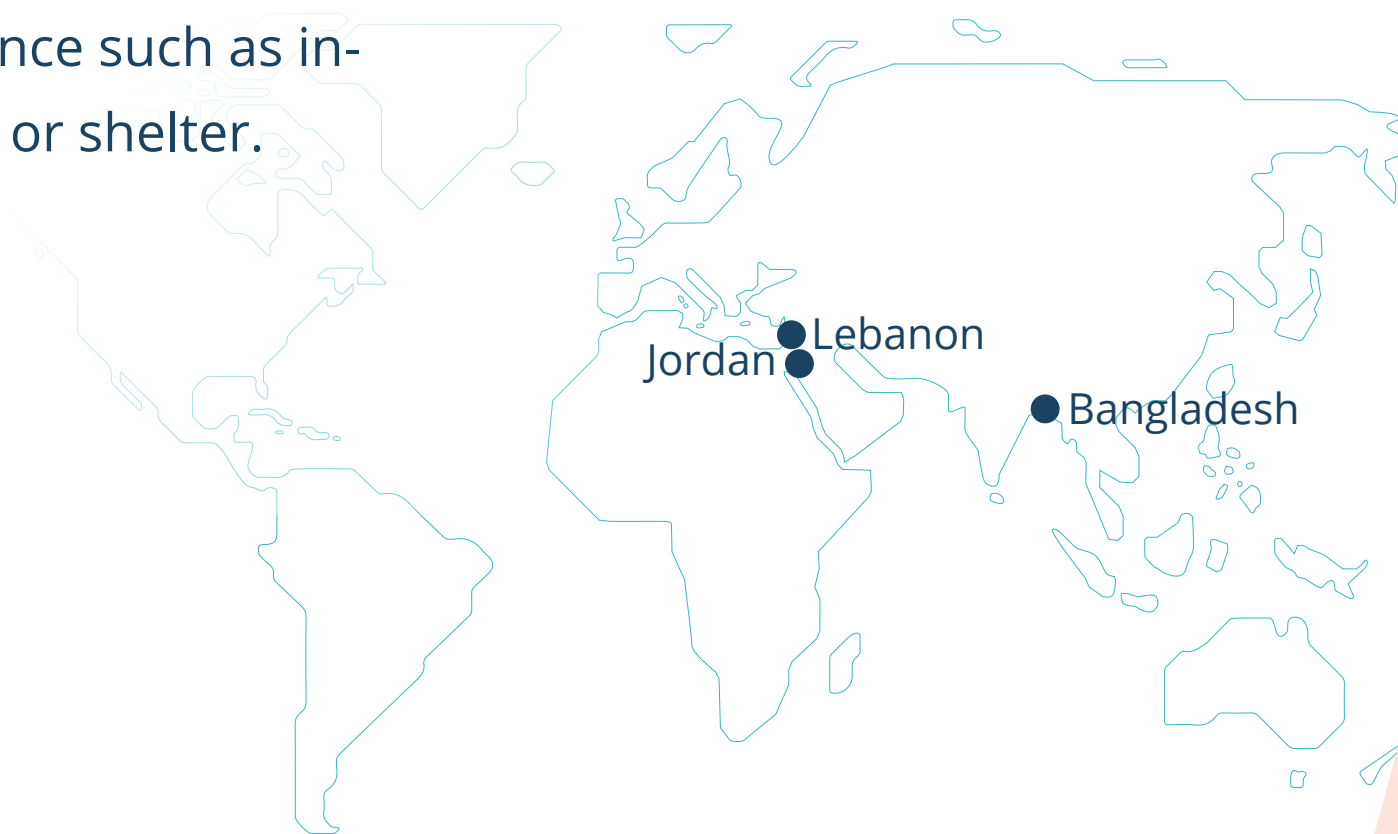 nce such as in-
or shelter.
Lebanon
Jordan
Bangladesh